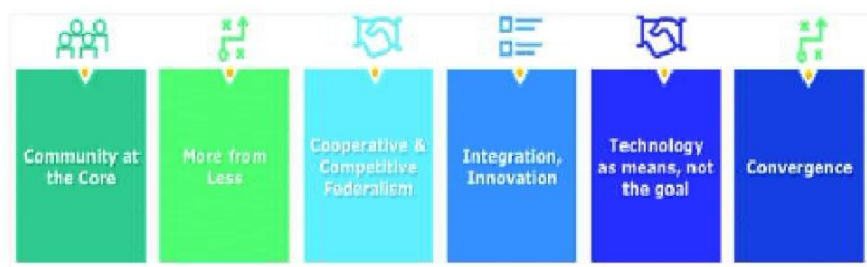 Community at
the Core
More from
Less
Cooperative &
Competitive
Federalism
Integration,
Innovation
Technology
as means, not
the goal
Convergence